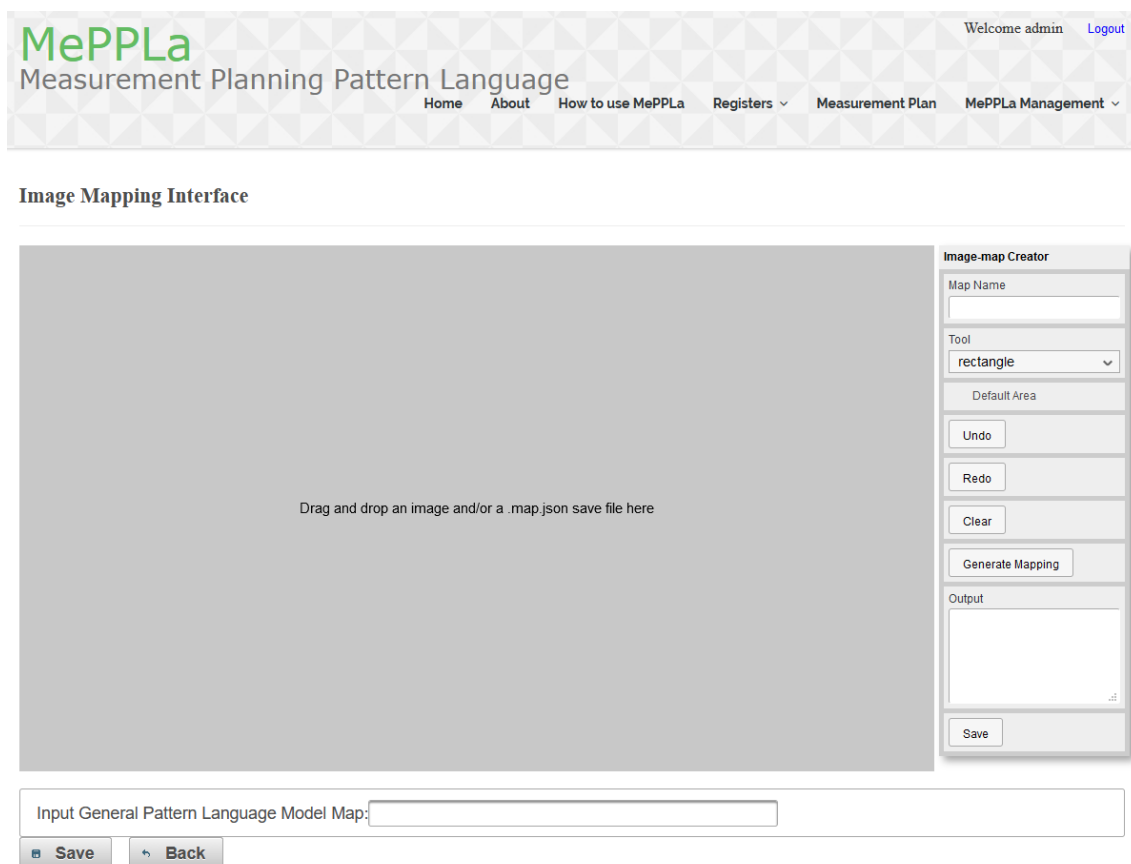 Welcome admin Logout
MePPLa
Measurement Planning Pattern Language
Home About How to use MePPLa Registers Measurement Plan MePPLa Management
Image Mapping Interface
Image-map Creator
Map Name
Tool
rectangle
Default Area
Undo
Redo
Clear
Generate Mapping
Output
Save
Drag and drop an image and/or a .map.json save file here
Input General Pattern Language Model Map:
Save Back